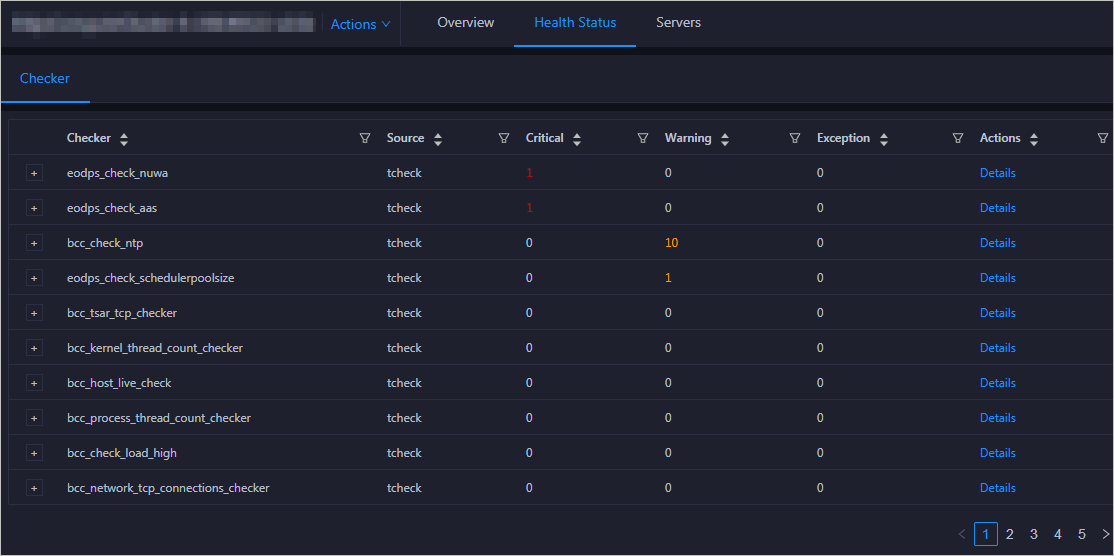 Actions Overview Health Status Servers
Checker
Checker Source Critical Warning Exception Actions
+ eodps_check_nuwa tcheck 1 0 0 Details
+ eodps_check_aas tcheck 1 0 0 Details
+ bcc_check_ntp tcheck 0 10 0 Details
+ eodps_check_schedulerpoolsize tcheck 0 1 0 Details
+ bcc_tsar_tcp_checker tcheck 0 0 0 Details
+ bcc_kernel_thread_count_checker tcheck 0 0 0 Details
+ bcc_host_live_check tcheck 0 0 0 Details
+ bcc_process_thread_count_checker tcheck 0 0 0 Details
+ bcc_check_load_high tcheck 0 0 0 Details
+ bcc_network_tcp_connections_checker tcheck 0 0 0 Details
< 1 2 3 4 5 >